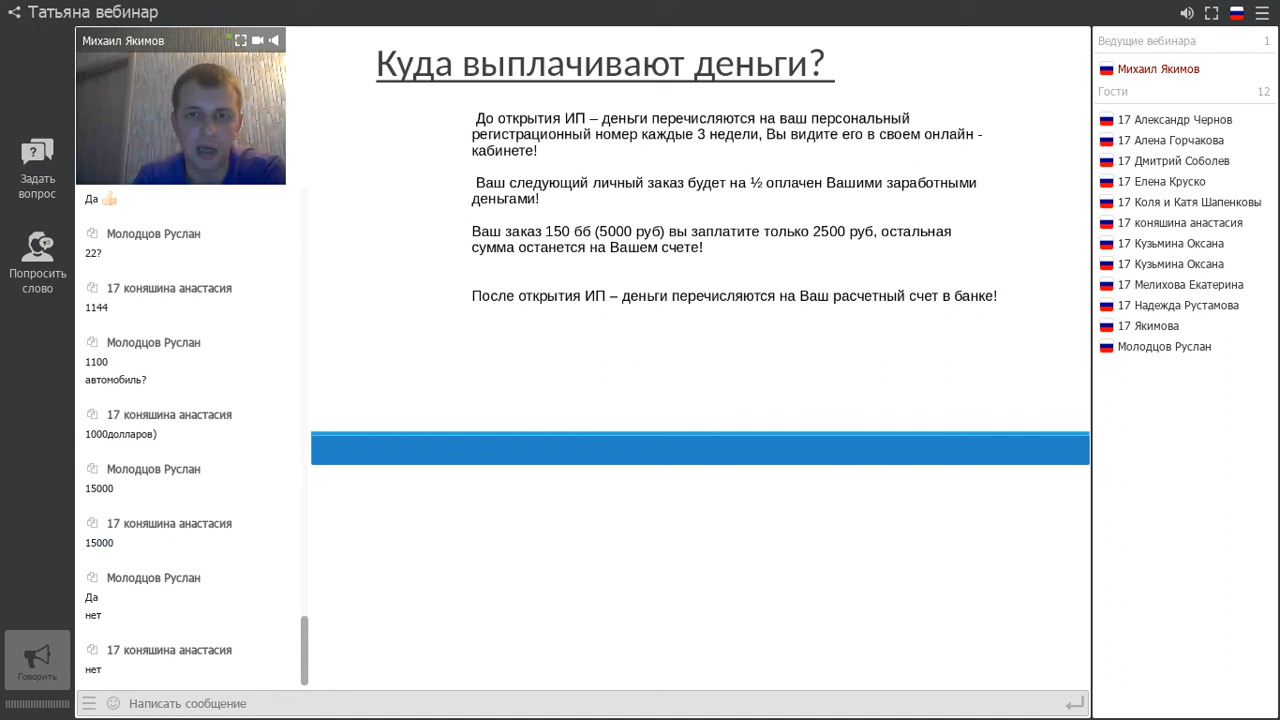 Татьяна вебинар
Михаил Якимов
Задать
вопрос
Попросить
слово
Говорить
Да
Молодцов Руслан
22?
17 коняшина анастасия
1144
Молодцов Руслан
1100
автомобиль?
17 коняшина анастасия
1000долларов)
Молодцов Руслан
15000
17 коняшина анастасия
15000
Молодцов Руслан
Да
нет
17 коняшина анастасия
нет
Написать сообщение
Куда выплачивают деньги?
До открытия ИП – деньги перечисляются на ваш персональный
регистрационный номер каждые 3 недели, Вы видите его в своем онлайн -
кабинете!
Ваш следующий личный заказ будет на ½ оплачен Вашими заработными
деньгами!
Ваш заказ 150 бб (5000 руб) вы заплатите только 2500 руб, остальная
сумма останется на Вашем счете!
После открытия ИП – деньги перечисляются на Ваш расчетный счет в банке!
Ведущие вебинара 1
Михаил Якимов
Гости 12
17 Александр Чернов
17 Алена Горчакова
17 Дмитрий Соболев
17 Елена Круско
17 Коля и Катя Шапенковы
17 коняшина анастасия
17 Кузьмина Оксана
17 Кузьмина Оксана
17 Мелихова Екатерина
17 Надежда Рустамова
17 Якимова
Молодцов Руслан